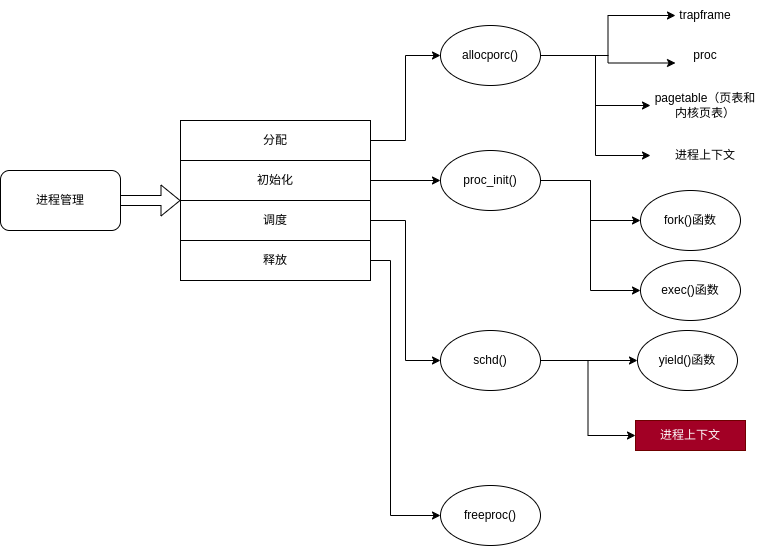 进程管理
分配
初始化
调度
释放
allocporc()
trapframe
proc
pagetable（页表和
内核页表）
进程上下文
proc_init()
fork()函数
exec()函数
schd()
yield()函数
进程上下文
freeproc()